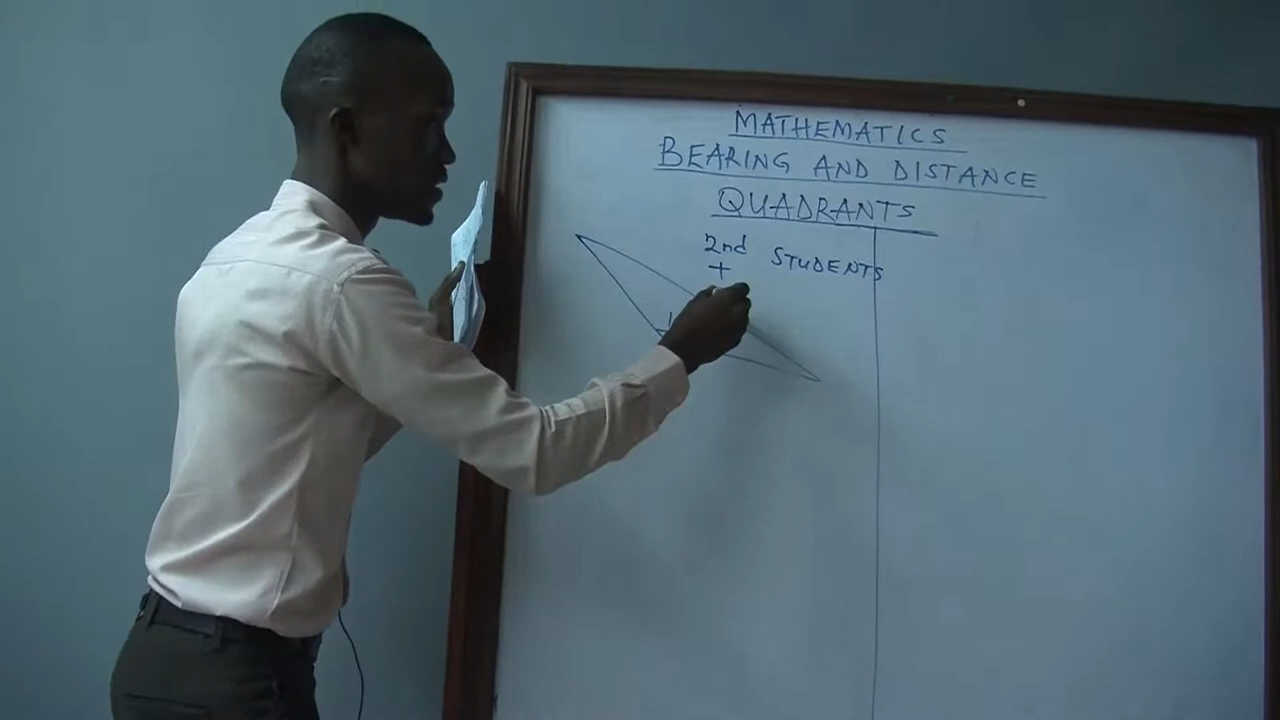 MATHEMATICS
BEARING AND DISTANCE
QUADRANTS
2nd STUDENTS
+